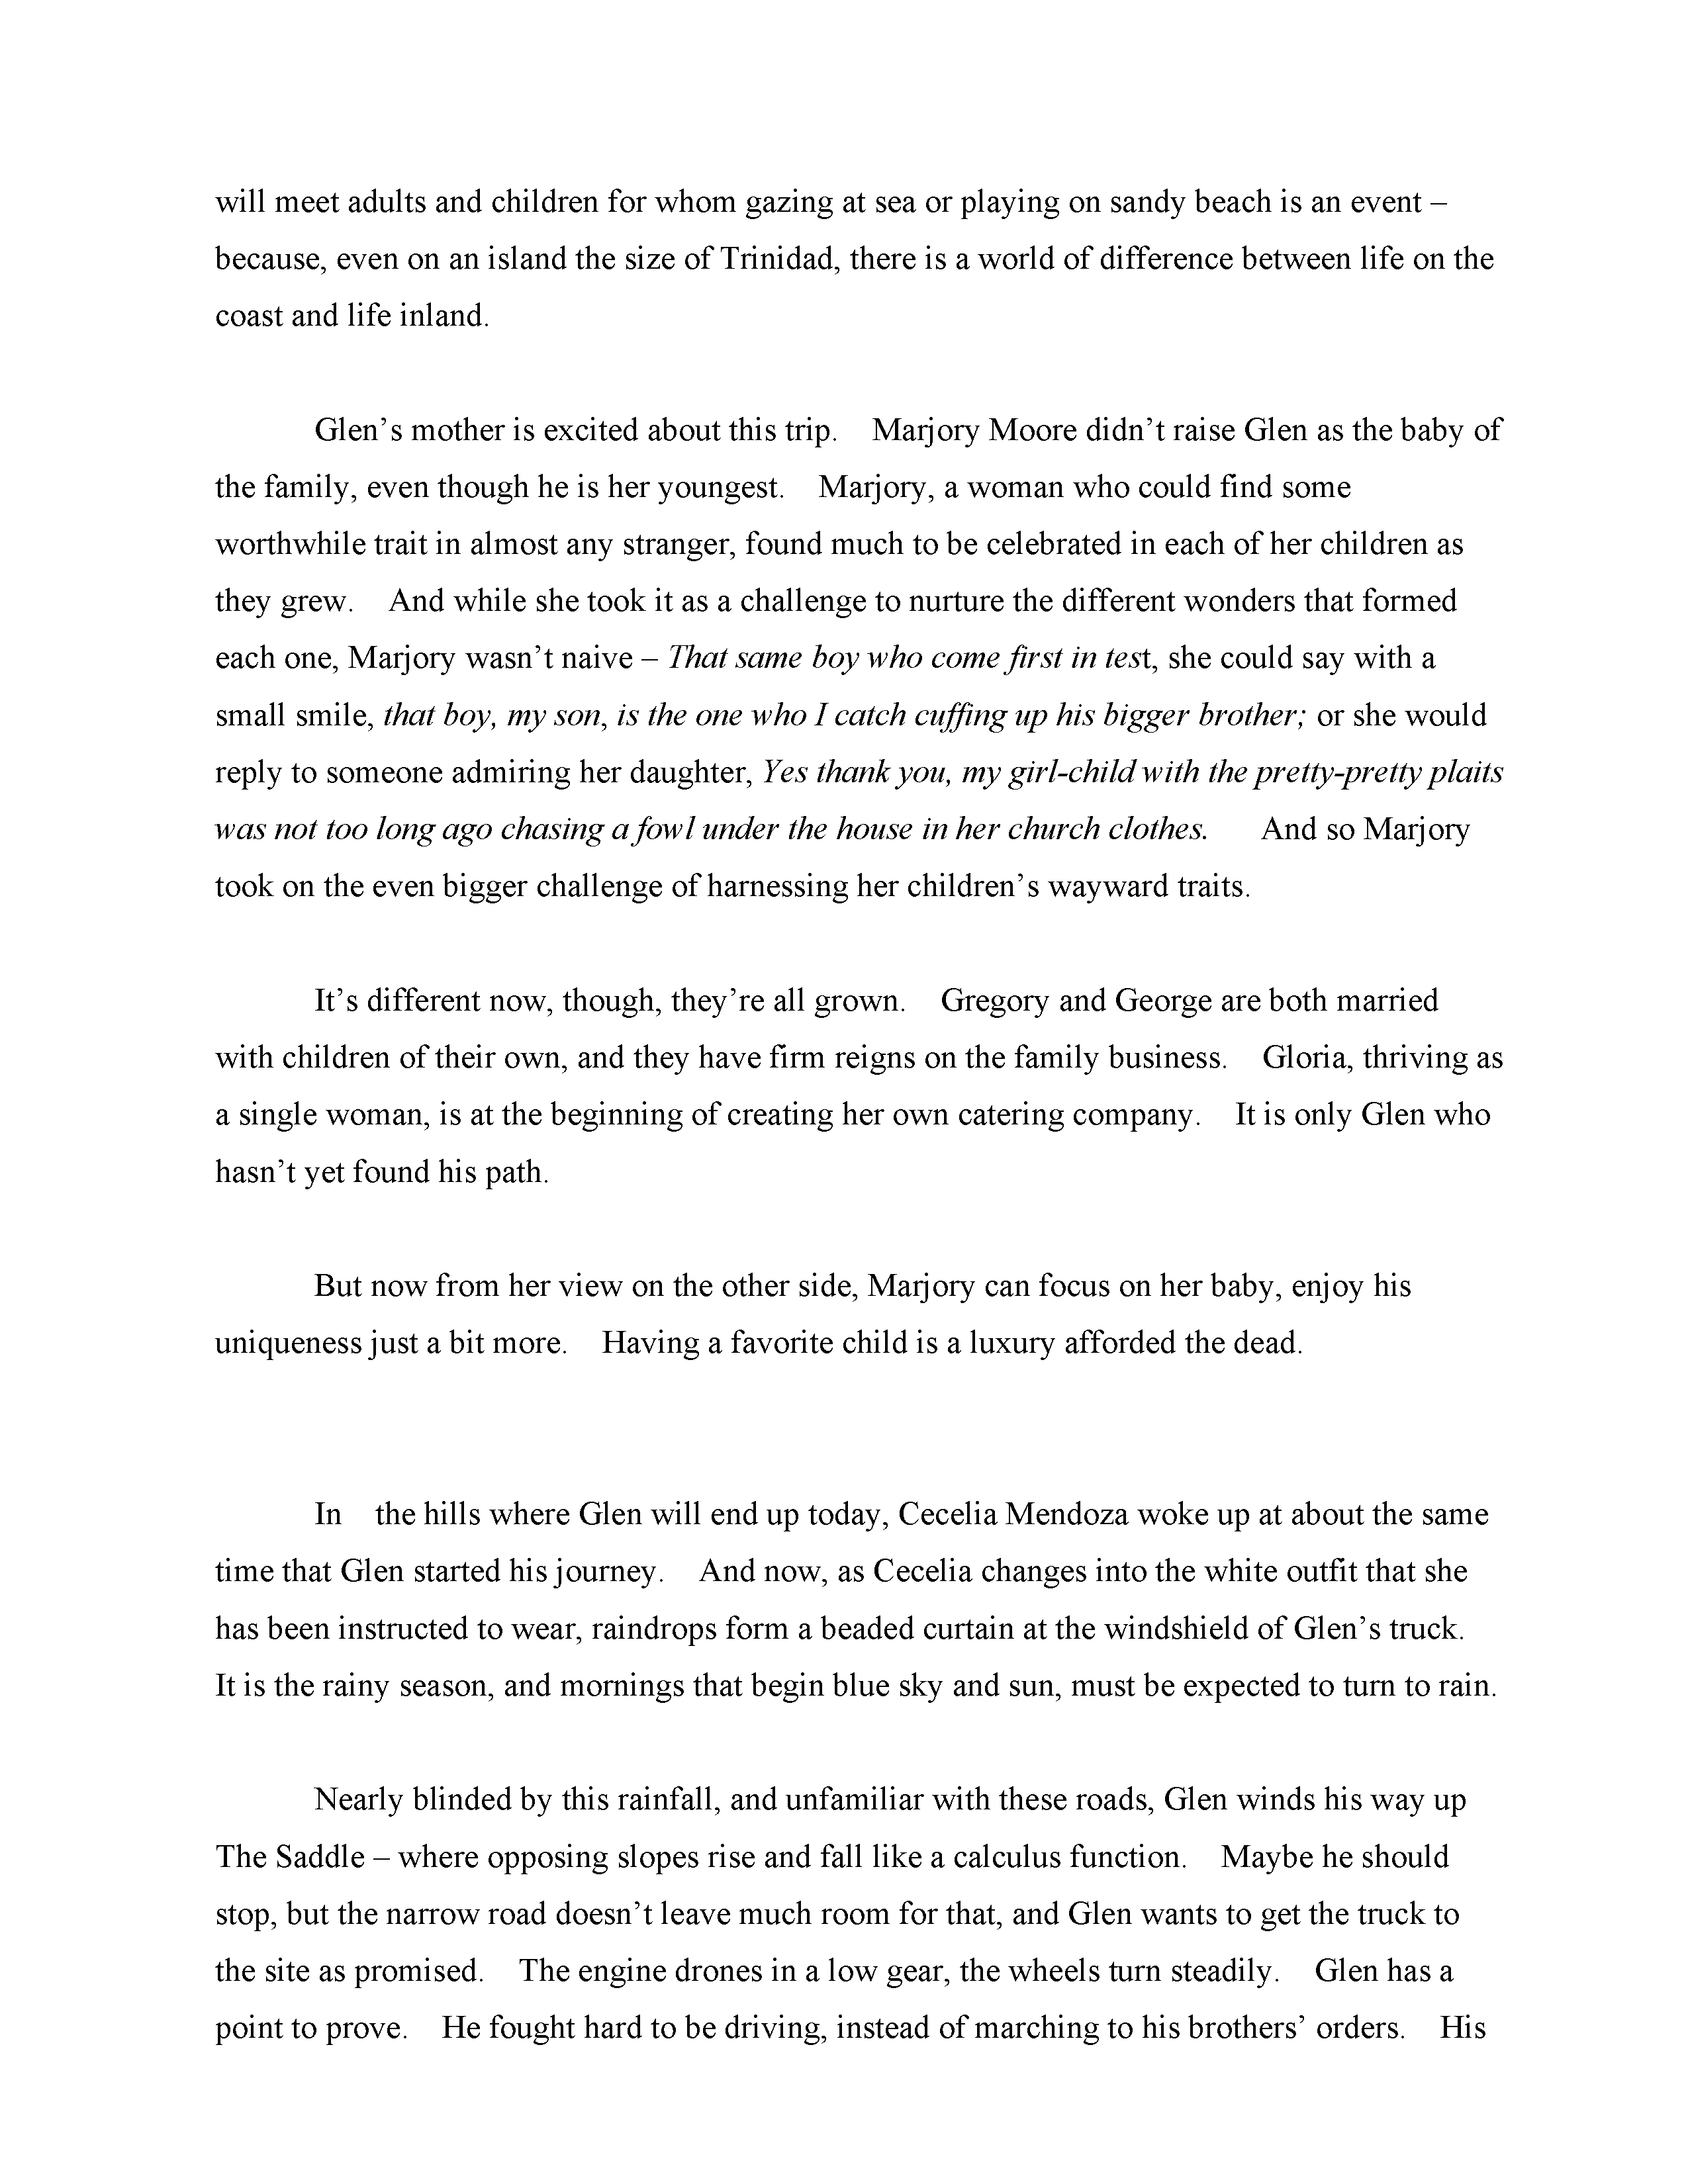 will meet adults and children for whom gazing at sea or playing on sandy beach is an event –
because, even on an island the size of Trinidad, there is a world of difference between life on the
coast and life inland.
Glen’s mother is excited about this trip. Marjory Moore didn’t raise Glen as the baby of
the family, even though he is her youngest. Marjory, a woman who could find some
worthwhile trait in almost any stranger, found much to be celebrated in each of her children as
they grew. And while she took it as a challenge to nurture the different wonders that formed
each one, Marjory wasn’t naive – That same boy who come first in test, she could say with a
small smile, that boy, my son, is the one who I catch cuffing up his bigger brother; or she would
reply to someone admiring her daughter, Yes thank you, my girl-child with the pretty-pretty plaits
was not too long ago chasing a fowl under the house in her church clothes. And so Marjory
took on the even bigger challenge of harnessing her children’s wayward traits.
It’s different now, though, they’re all grown. Gregory and George are both married
with children of their own, and they have firm reigns on the family business. Gloria, thriving as
a single woman, is at the beginning of creating her own catering company. It is only Glen who
hasn’t yet found his path.
But now from her view on the other side, Marjory can focus on her baby, enjoy his
uniqueness just a bit more. Having a favorite child is a luxury afforded the dead.
In the hills where Glen will end up today, Cecelia Mendoza woke up at about the same
time that Glen started his journey. And now, as Cecelia changes into the white outfit that she
has been instructed to wear, raindrops form a beaded curtain at the windshield of Glen’s truck.
It is the rainy season, and mornings that begin blue sky and sun, must be expected to turn to rain.
Nearly blinded by this rainfall, and unfamiliar with these roads, Glen winds his way up
The Saddle – where opposing slopes rise and fall like a calculus function. Maybe he should
stop, but the narrow road doesn’t leave much room for that, and Glen wants to get the truck to
the site as promised. The engine drones in a low gear, the wheels turn steadily. Glen has a
point to prove. He fought hard to be driving, instead of marching to his brothers’ orders. His